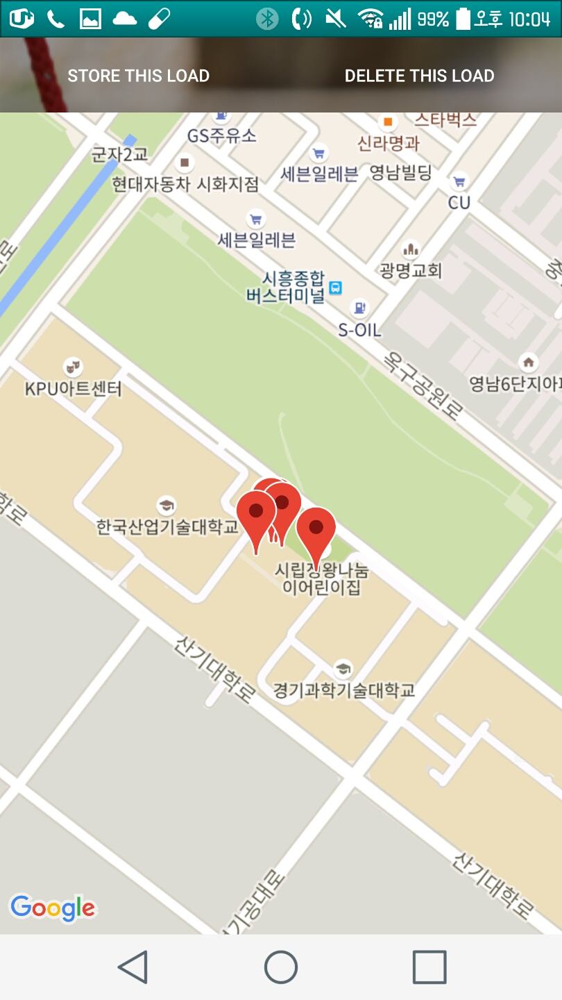 99% 오후 10:04
STORE THIS LOAD
DELETE THIS LOAD
스타벅스
GS주유소
신라명과
군자2교
세븐일레븐
영남빌딩
현대자동차 시화지점
CU
세븐일레븐
광명교회
시흥종합
버스터미널
S-OIL
옥구공원로
영남6단지아파
KPU아트센터
한국산업기술대학교
시립정왕나눔
이어린이집
산기대학로
경기과학기술대학교
산기대학로
경기공대로
Google